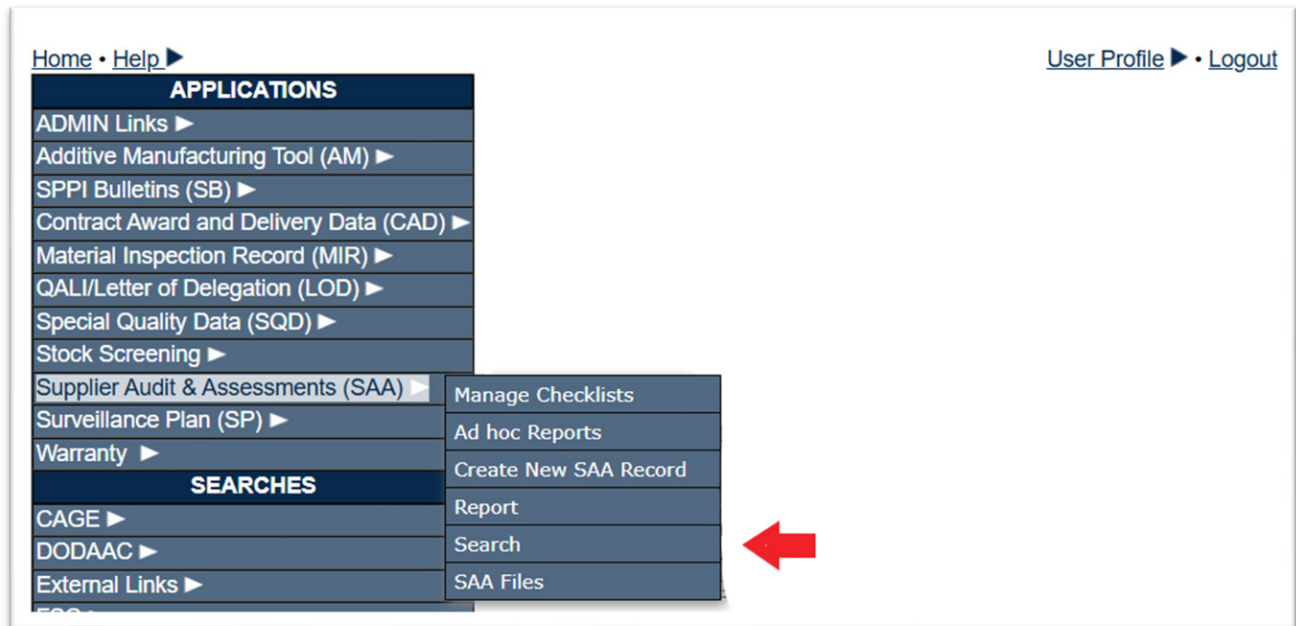 Home • Help ▶
User Profile ▶ • Logout
APPLICATIONS
ADMIN Links ▶
Additive Manufacturing Tool (AM) ▶
SPPI Bulletins (SB) ▶
Contract Award and Delivery Data (CAD) ▶
Material Inspection Record (MIR) ▶
QALI/Letter of Delegation (LOD) ▶
Special Quality Data (SQD) ▶
Stock Screening ▶
Supplier Audit & Assessments (SAA) ▶
Surveillance Plan (SP) ▶
Warranty ▶
SEARCHES
CAGE ▶
DODAAC ▶
External Links ▶
Manage Checklists
Ad hoc Reports
Create New SAA Record
Report
Search
SAA Files